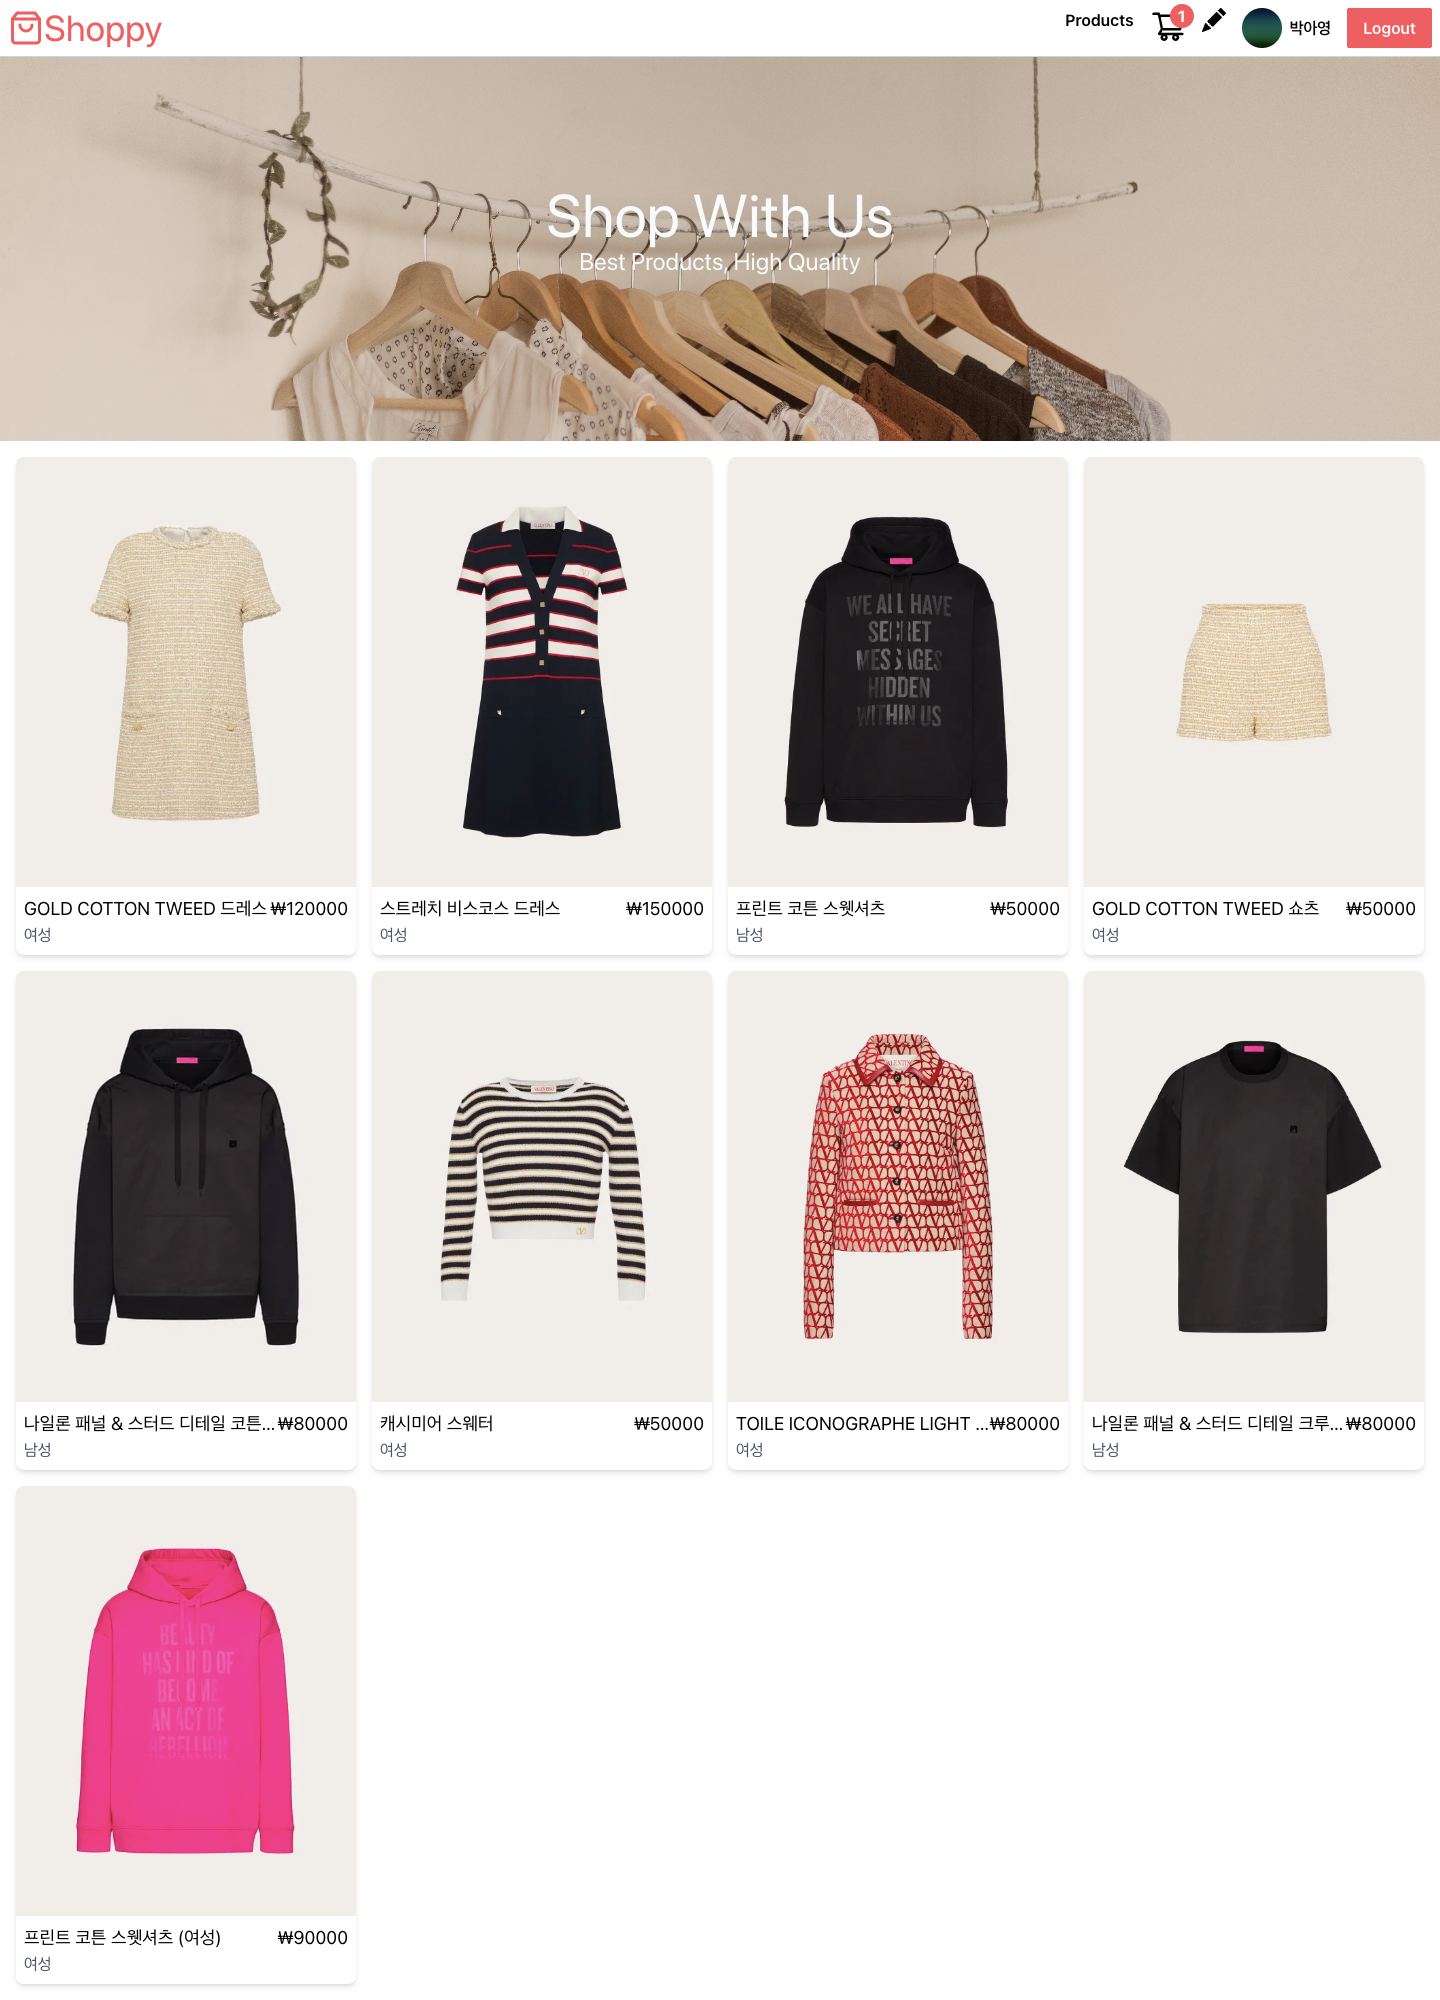 Shoppy
Products
1
박아영
Logout
Shop With Us
Best Products, High Quality
WE ALL HAVE
SECRET
MESSAGES
HIDDEN
WITHIN US
GOLD COTTON TWEED 드레스 ₩120000
여성
스트레치 비스코스 드레스 ₩150000
여성
프린트 코튼 스웻셔츠 ₩50000
남성
GOLD COTTON TWEED 쇼츠 ₩50000
여성
VALENTINO
나일론 패널 & 스터드 디테일 코튼... ₩80000
남성
캐시미어 스웨터 ₩50000
여성
TOILE ICONOGRAPHE LIGHT ... ₩80000
여성
나일론 패널 & 스터드 디테일 크루... ₩80000
남성
BEAUTY
HAS KIND OF
BECOME
AN ACT OF
REBELLION
프린트 코튼 스웻셔츠 (여성) ₩90000
여성